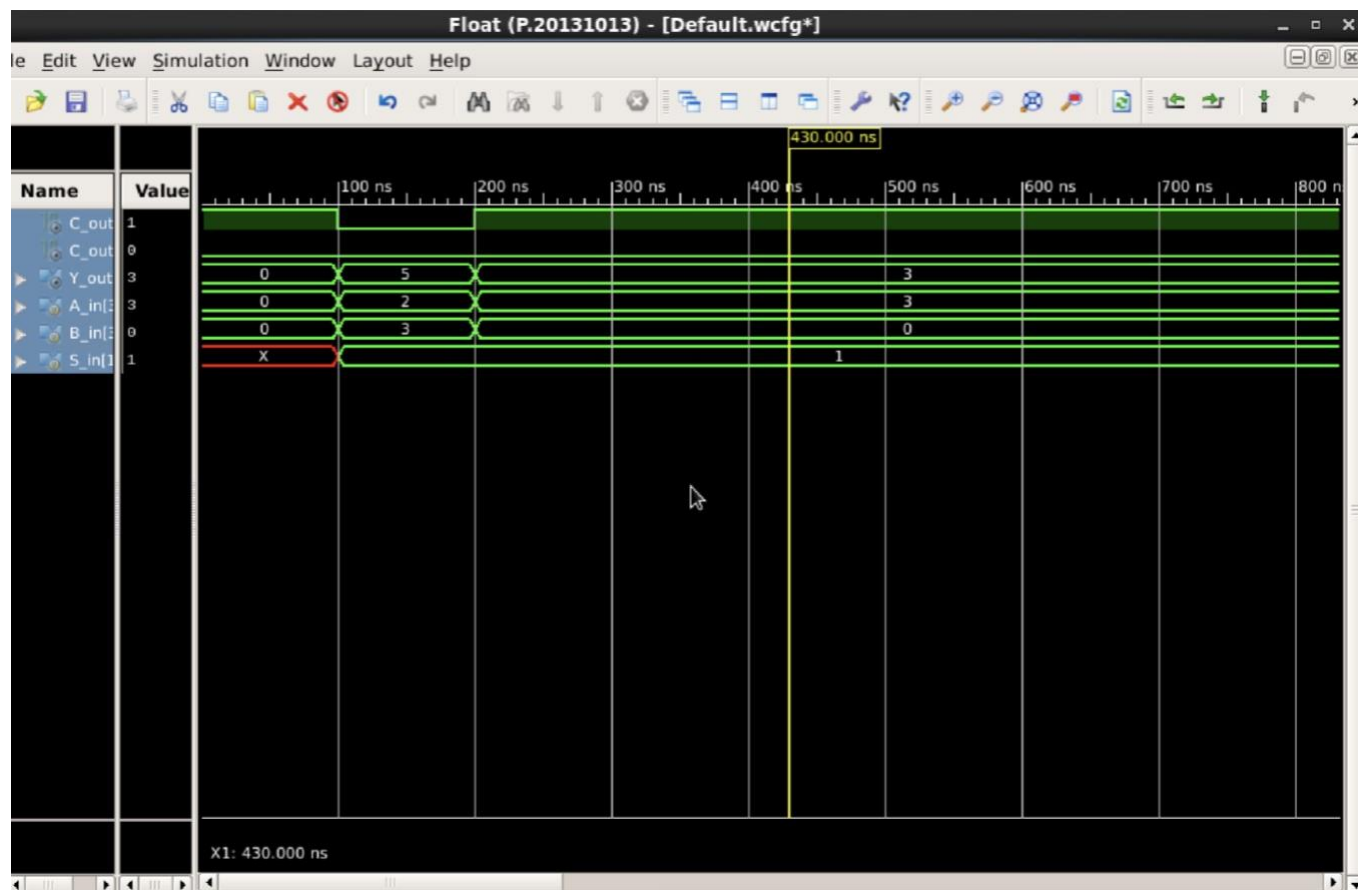 Float (P.20131013) - [Default.wcfg*]
le Edit View Simulation Window Layout Help
430.000 ns
Name Value
100 ns 200 ns 300 ns 400 ns 500 ns 600 ns 700 ns 800 n
C_out 1
C_out 0
Y_out 3 0 5 3
A_in[3 3 0 2 3
B_in[3 0 0 3 0
S_in[1 1 X 1
X1: 430.000 ns